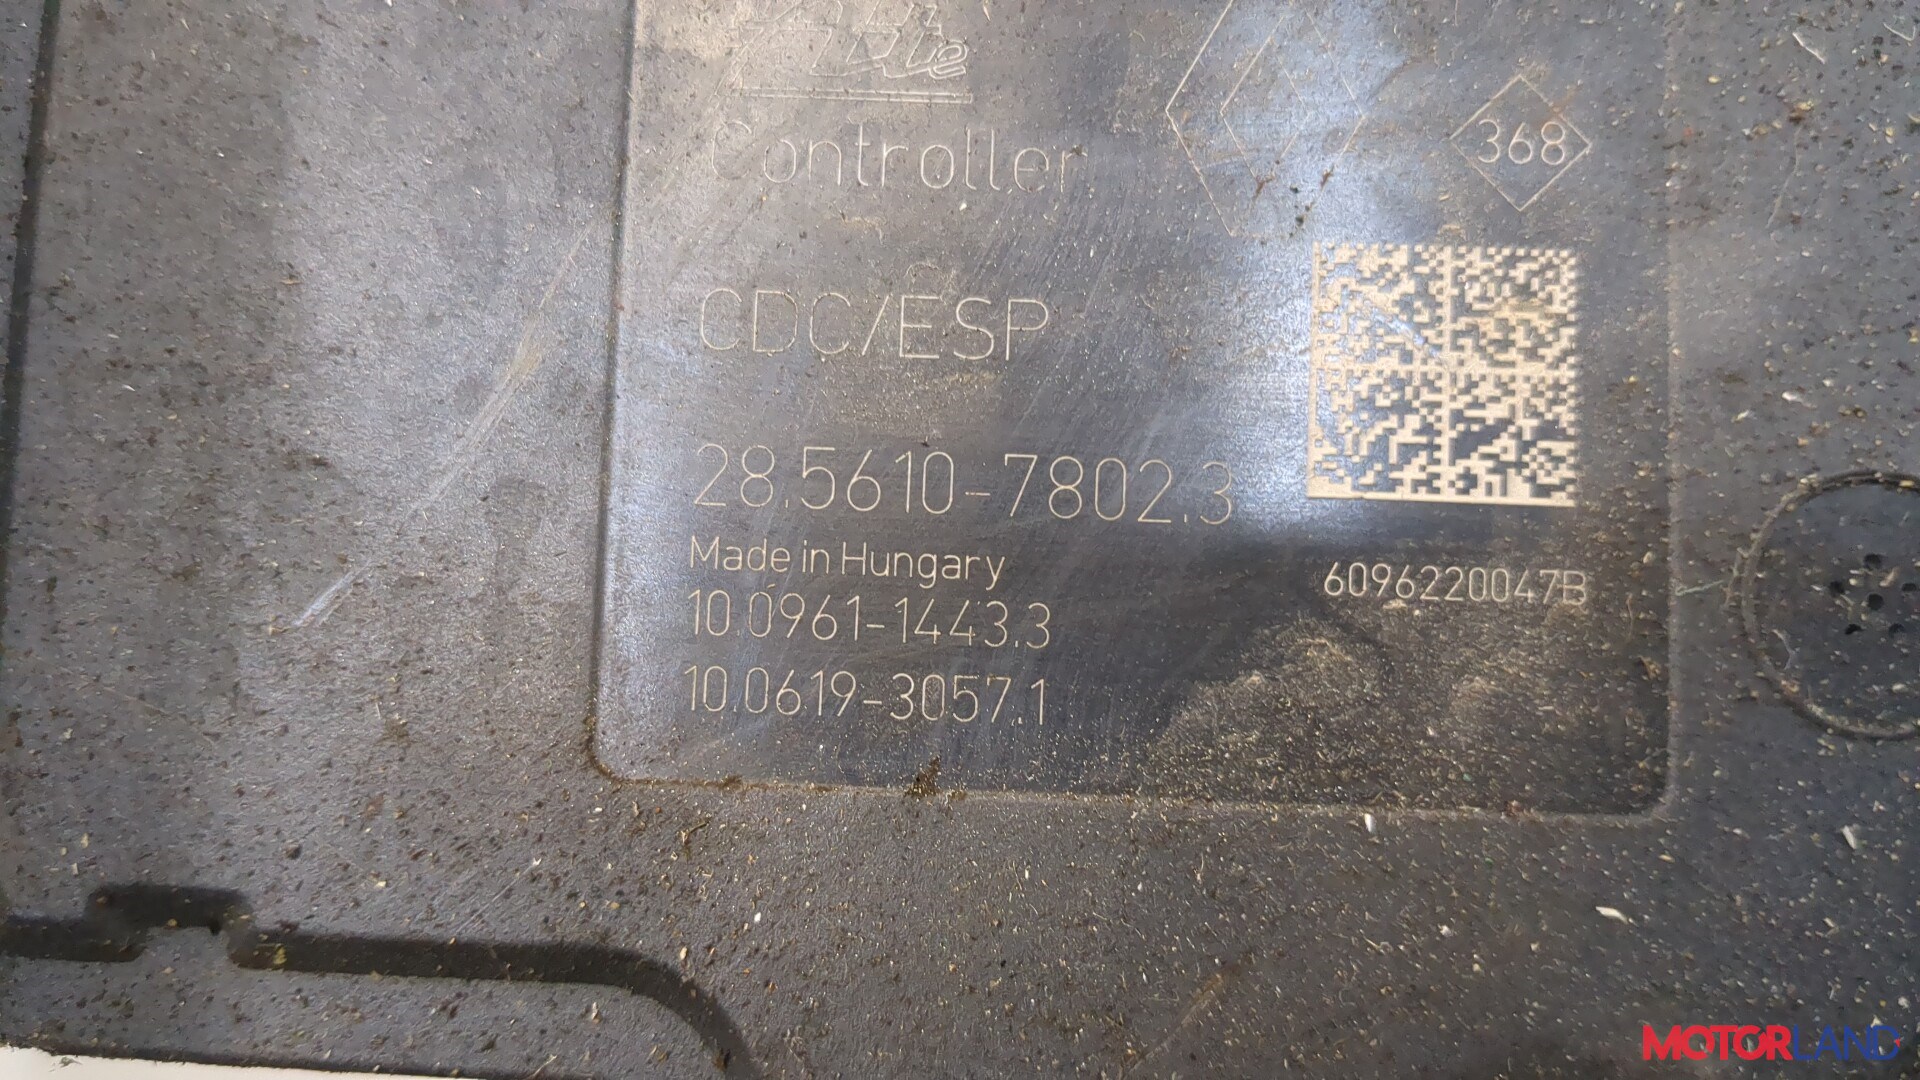 Ate
Controller
368
CDC/ESP
28.5610-7802.3
Made in Hungary
6096220047B
10.0961-1443.3
10.0619-3057.1
MOTORLAND